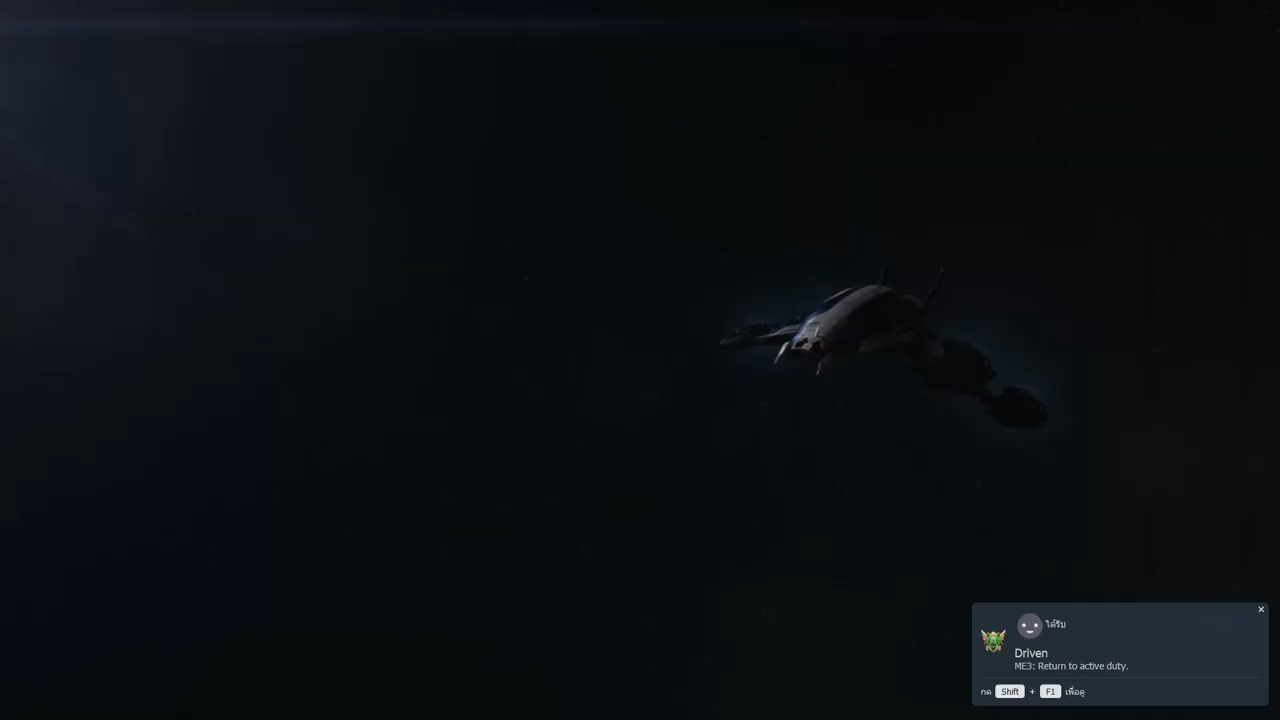 ได้รับ
Driven
ME3: Return to active duty.
กด Shift + F1 เพื่อดู